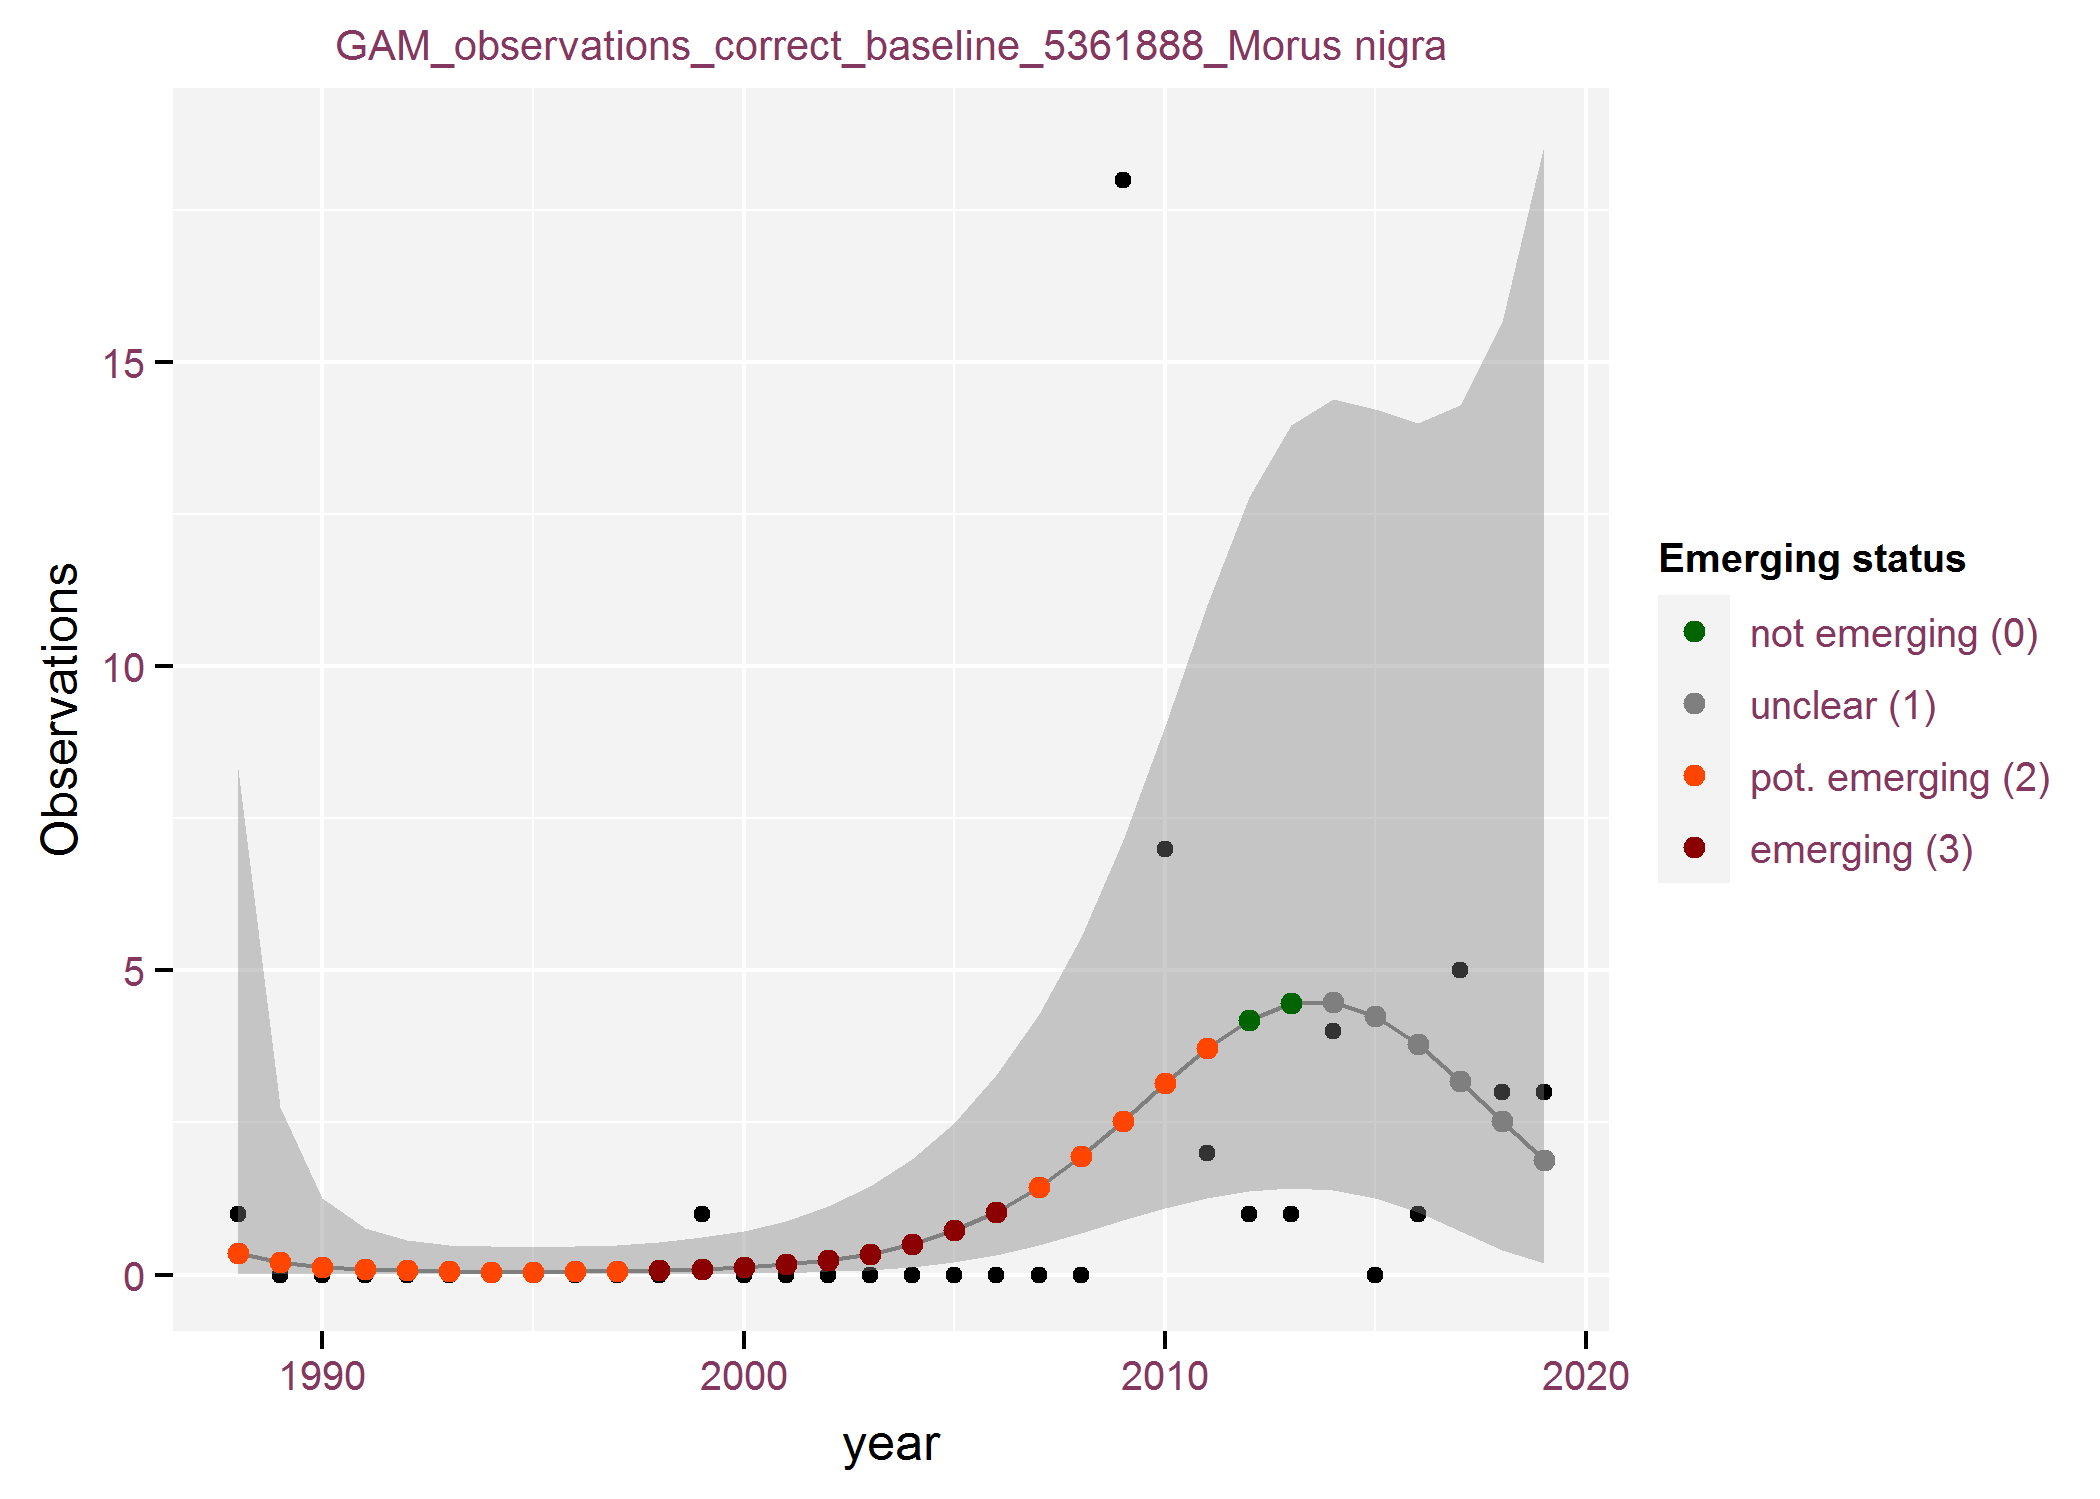 GAM_observations_correct_baseline_5361888_Morus nigra
Observations
15
10
5
0
1990
2000
2010
2020
year
Emerging status
not emerging (0)
unclear (1)
pot. emerging (2)
emerging (3)